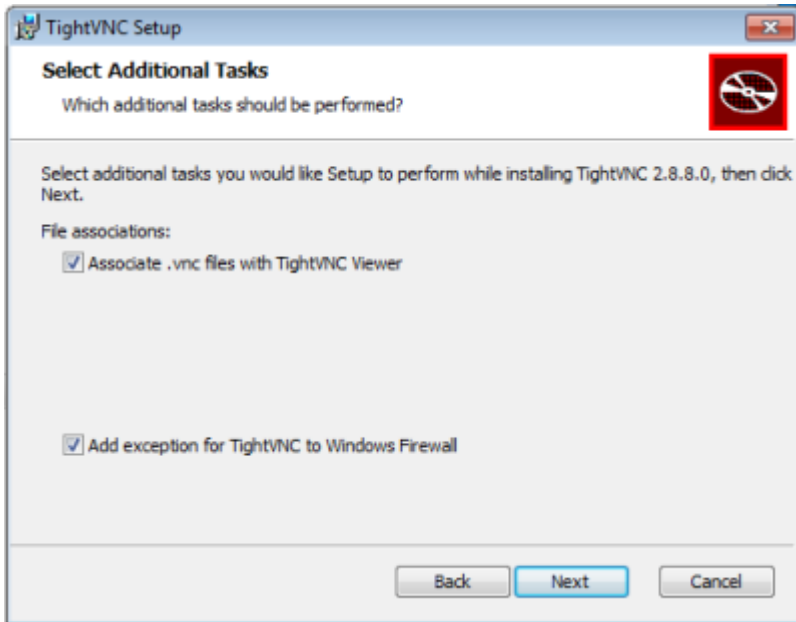 TightVNC Setup
Select Additional Tasks
Which additional tasks should be performed?
Select additional tasks you would like Setup to perform while installing TightVNC 2.8.8.0, then click
Next.
File associations:
Associate .vnc files with TightVNC Viewer
Add exception for TightVNC to Windows Firewall
Back Next Cancel